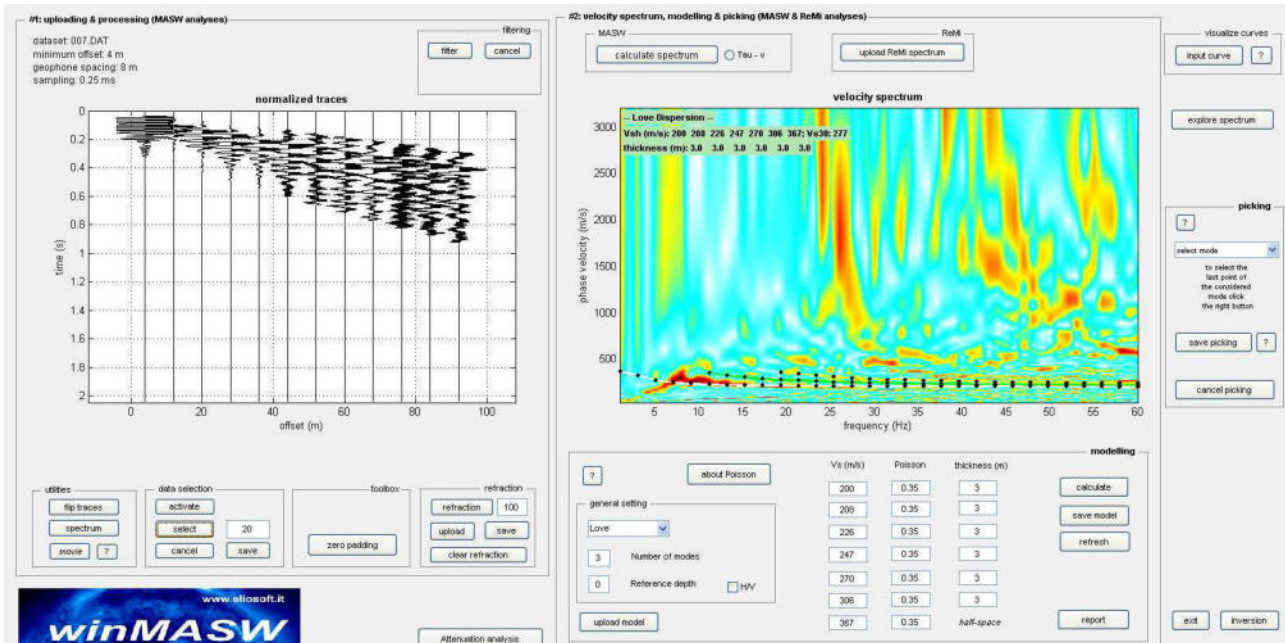 #1: uploading & processing (MASW analyses)
dataset: 007.DAT
minimum offset: 4 m
geophone spacing: 8 m
sampling: 0.25 ms
filtering
filter
cancel
normalized traces
0
0.2
0.4
0.6
0.8
1
1.2
1.4
1.6
1.8
2
time (s)
0 20 40 60 80 100
offset (m)
utilities
flip traces
spectrum
movie ?
data selection
activate
select 20
cancel save
toolbox
zero padding
refraction
refraction 100
upload save
clear refraction
www.eliosoft.it
winMASW
Attenuation analysis
#2: velocity spectrum, modelling & picking (MASW & ReMi analyses)
MASW
calculate spectrum Tau - v
ReMi
upload ReMi spectrum
velocity spectrum
-- Love Dispersion --
Vsh (m/s): 200 208 226 247 270 306 367; Vs30: 277
thickness (m): 3.0 3.0 3.0 3.0 3.0 3.0
3000
2500
2000
1500
1000
500
phase velocity (m/s)
5 10 15 20 25 30 35 40 45 50 55 60
frequency (Hz)
modelling
?
about Poisson
general setting
Love
3 Number of modes
0 Reference depth H/V
upload model
Vs (m/s) Poisson thickness (m)
200 0.35 3
208 0.35 3
226 0.35 3
247 0.35 3
270 0.35 3
306 0.35 3
367 0.35 half-space
calculate
save model
refresh
report
visualize curves
input curve ?
explore spectrum
picking
?
select mode
to select the
last point of
the considered
mode click
the right button
save picking ?
cancel picking
exit inversion